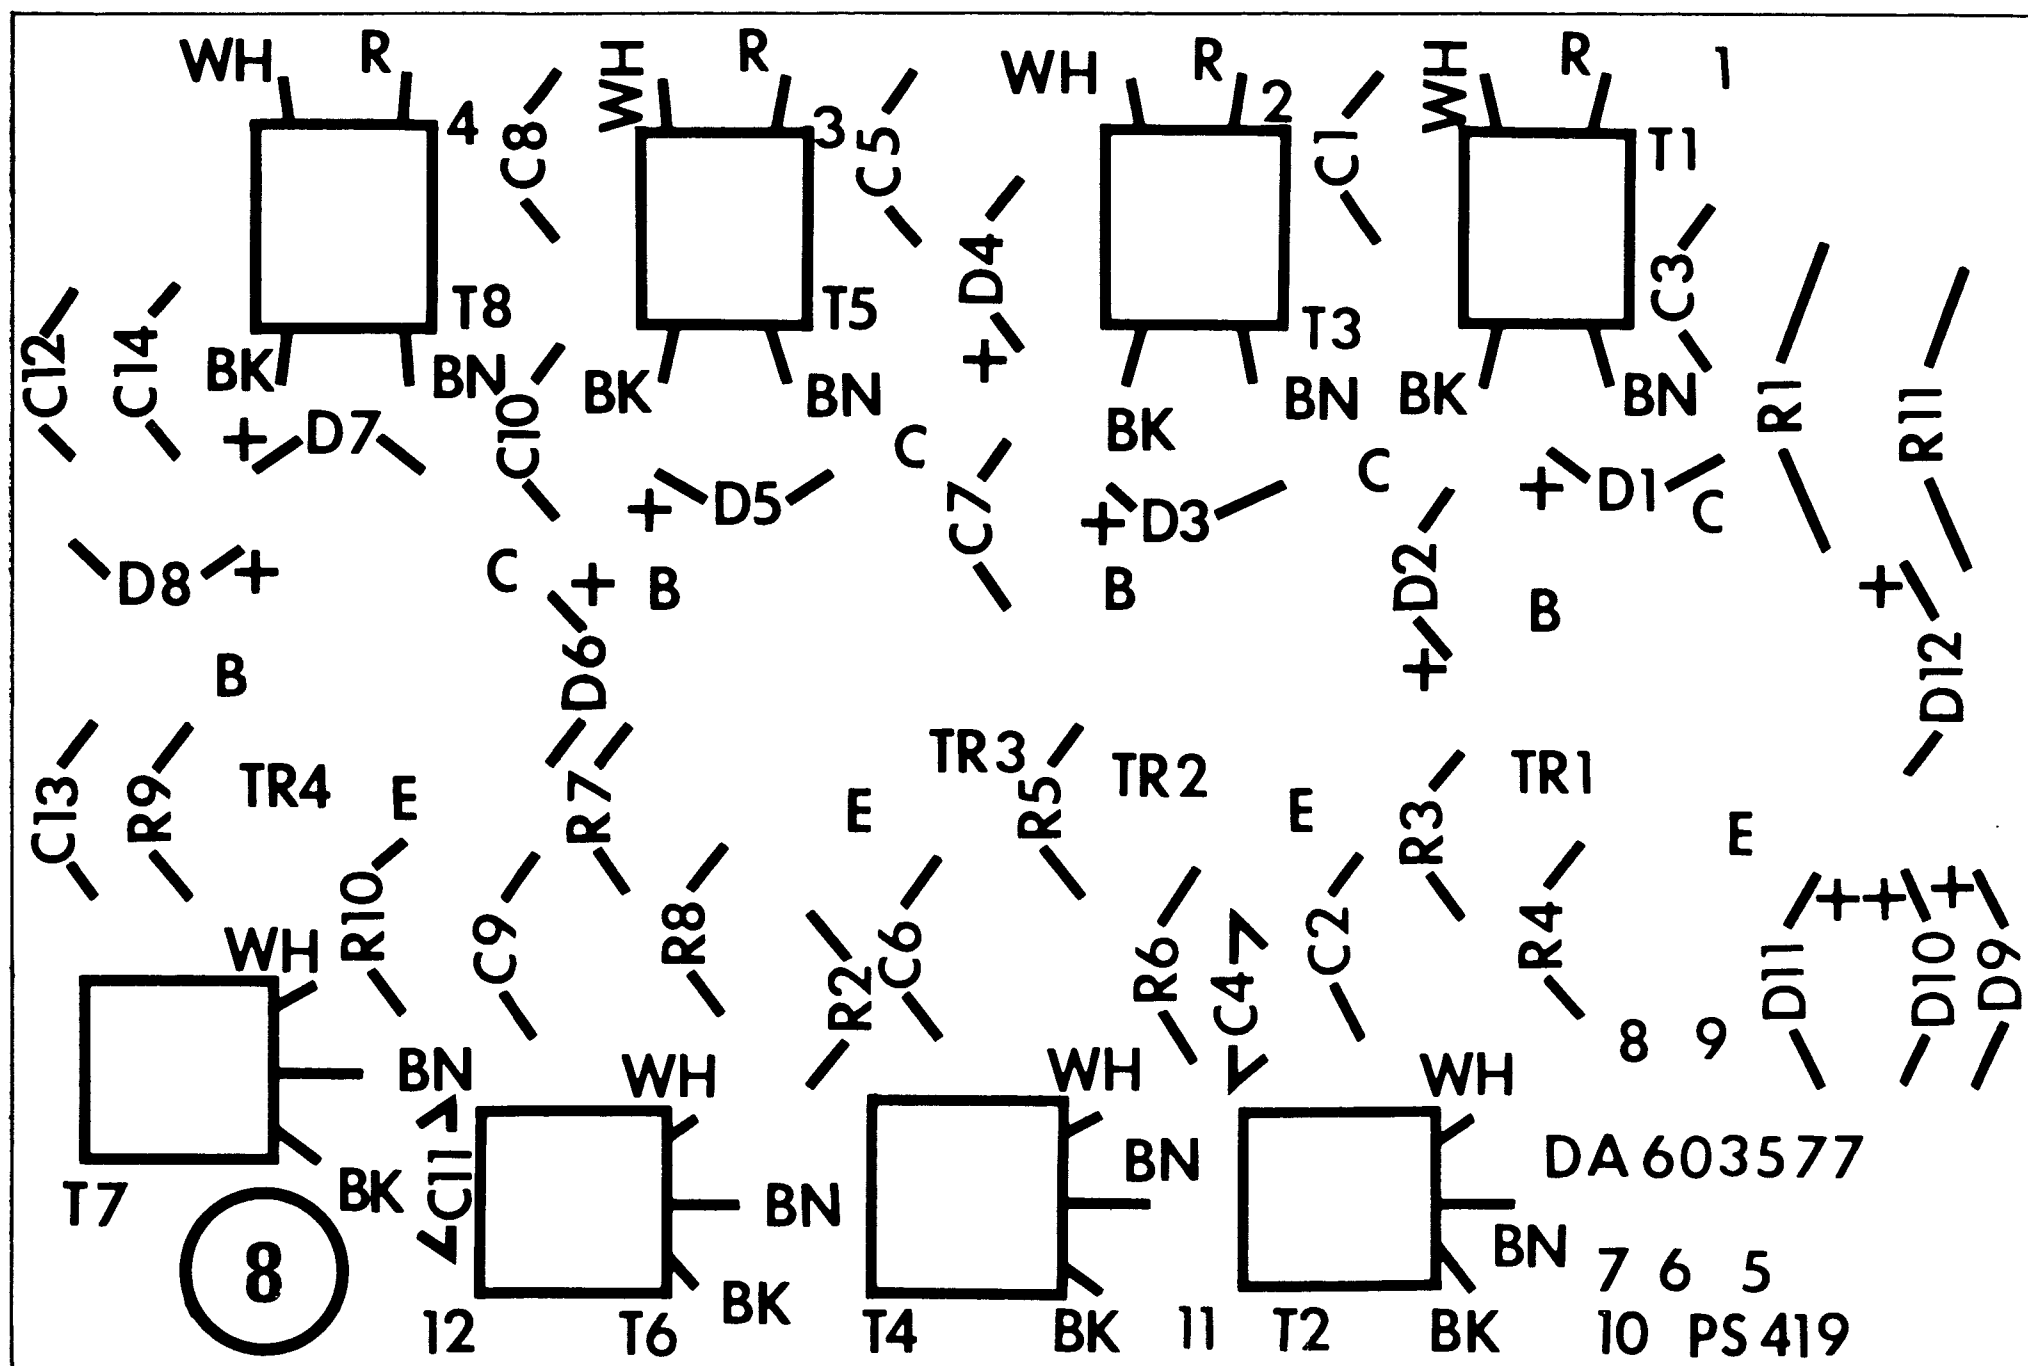 WH R WH R WH R WH R 1
4 C8 3 C5 2 C1 T1
D4 C3
C12 C14 T8 T5 T3
BK BN BK BN BK BN BK BN
+ D7 C10 C + R1 R11
+ D5 C7 BK + D3 C + D1 C
D8 + C + B B D2 B +
B D6 + D12
TR4 E TR3 R5 TR2 TR1
C13 R9 R7 E E R3 E
R10 C9 R8 C6 C2 R4 + + +
WH R2 R6 C4 D11 D10 D9
BN WH WH WH 8 9
T7 BK C11 BN BN BN DA 603577
8 BK BK 7 6 5
12 T6 T4 11 T2 BK 10 PS 419